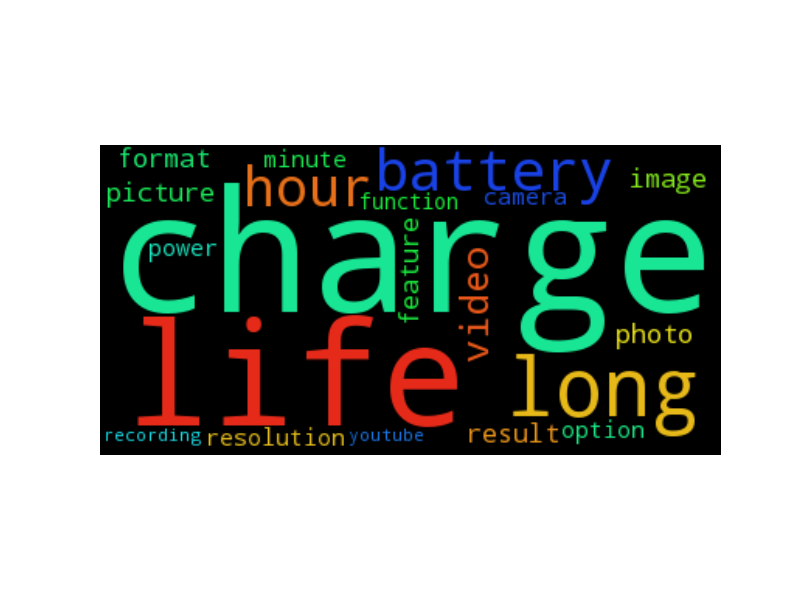 format
minute
battery
picture
hour
function
camera
image
charge
power
feature
video
life
photo
long
recording
resolution
youtube
result
option